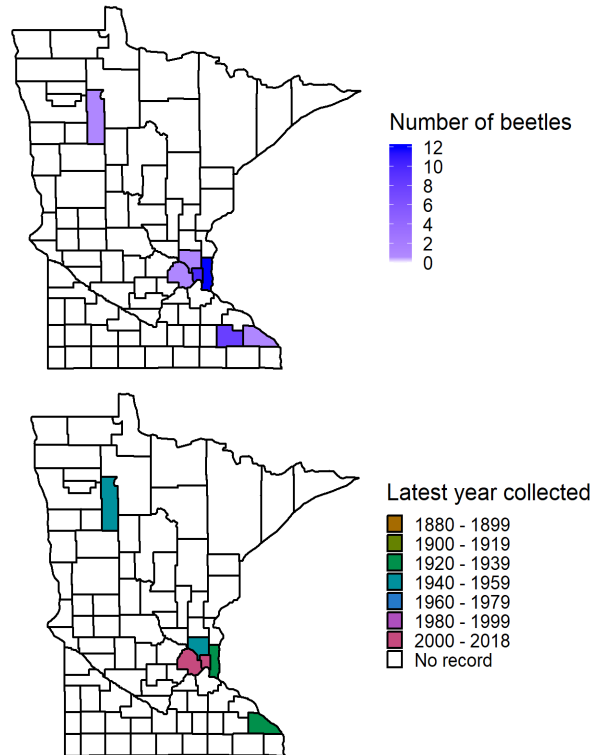 Number of beetles
12
10
8
6
4
2
0
Latest year collected
1880 - 1899
1900 - 1919
1920 - 1939
1940 - 1959
1960 - 1979
1980 - 1999
2000 - 2018
No record